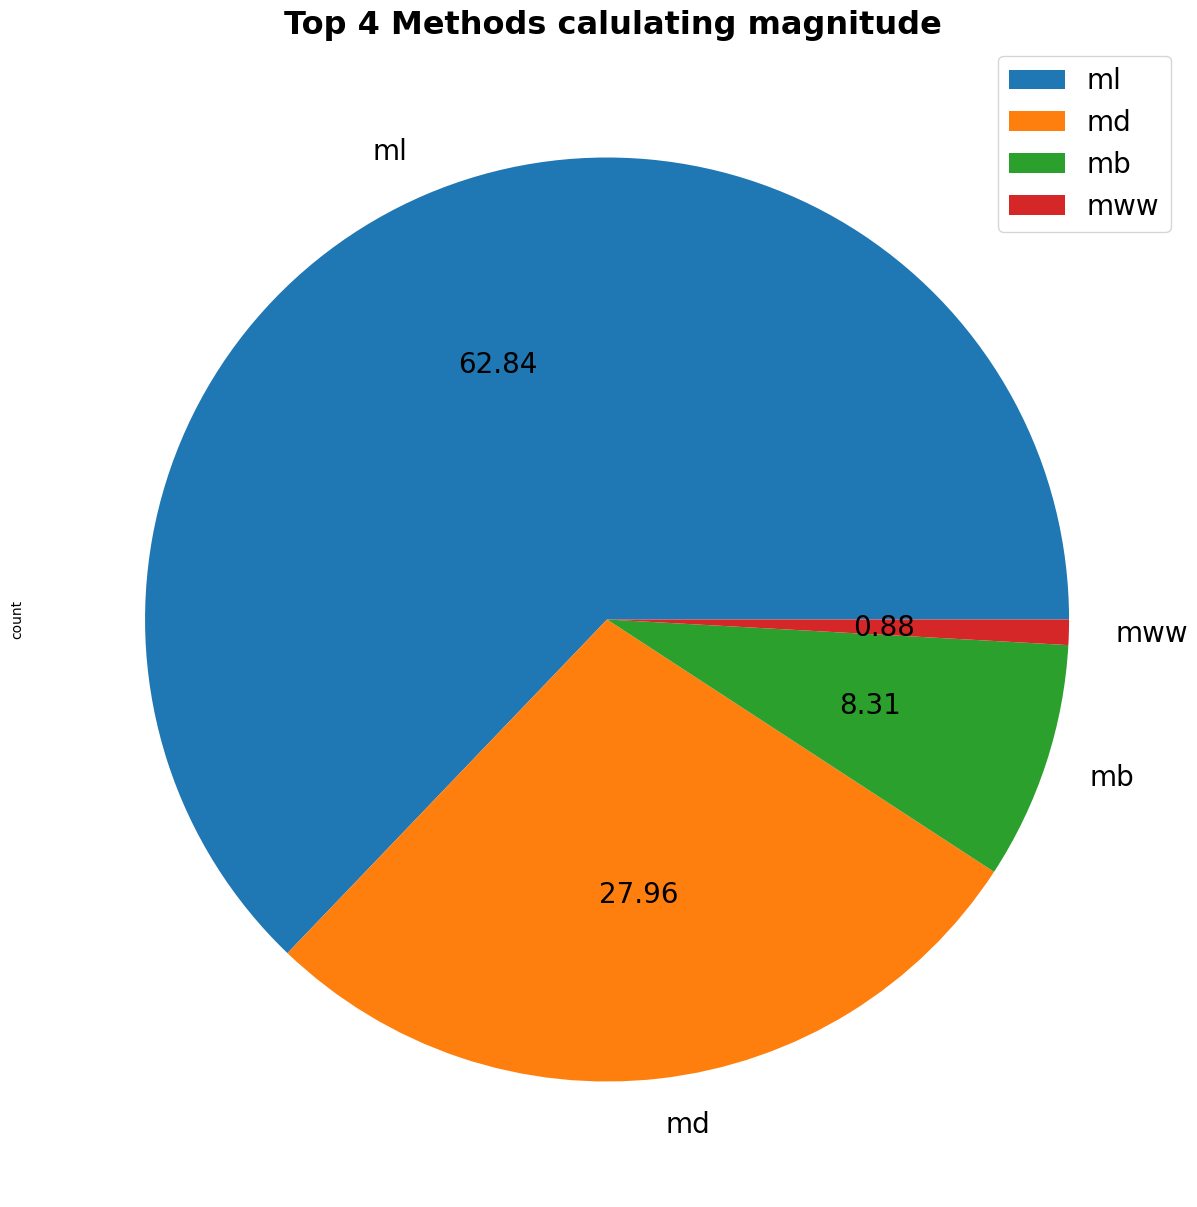 Top 4 Methods calulating magnitude
ml
md
mb
mww
ml
62.84
0.88
mww
count
8.31
mb
27.96
md